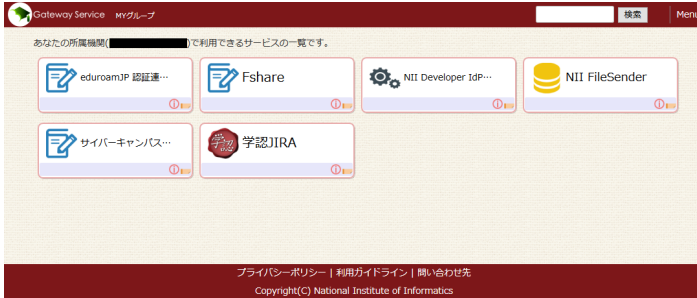 Gateway Service MYグループ 検索 Menu
あなたの所属機関( )で利用できるサービスの一覧です。
eduroamJP 認証連… Fshare NII Developer IdP… NII FileSender
サイバーキャンパス… 学認JIRA
プライバシーポリシー | 利用ガイドライン | 問い合わせ先
Copyright(C) National Institute of Informatics